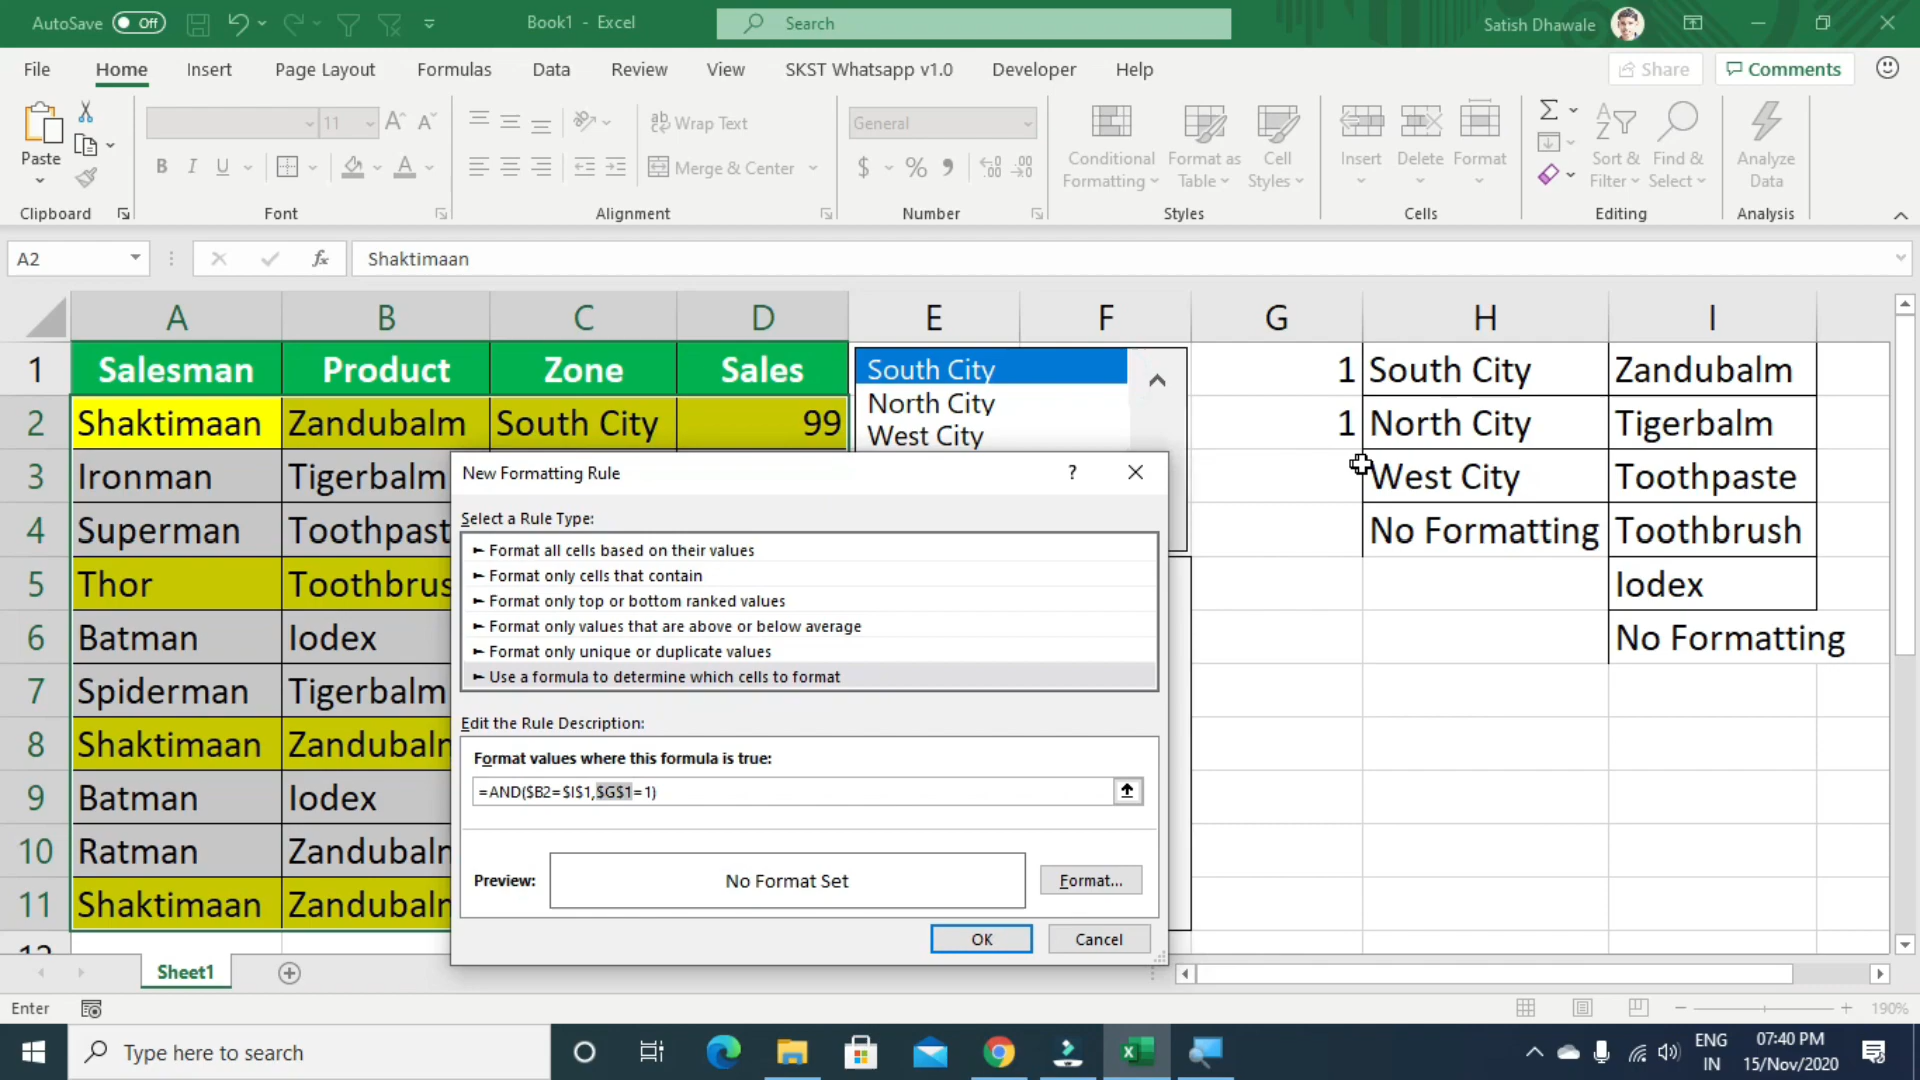 AutoSave Off Book1 - Excel Search Satish Dhawale
File Home Insert Page Layout Formulas Data Review View SKST Whatsapp v1.0 Developer Help Share Comments
Paste
Clipboard
11
B I U
Font
ab Wrap Text
Merge & Center
Alignment
General
$ % 9
Number
Conditional Formatting
Format as Table
Cell Styles
Styles
Insert Delete Format
Cells
Sort & Filter
Find & Select
Editing
Analyze Data
Analysis
A2 fx Shaktimaan
A B C D E F G H I
1 Salesman Product Zone Sales South City 1 South City Zandubalm
North City
2 Shaktimaan Zandubalm South City 99 West City 1 North City Tigerbalm
3 Ironman Tigerbalm West City Toothpaste
4 Superman Toothpast No Formatting Toothbrush
5 Thor Toothbrus Iodex
6 Batman Iodex No Formatting
7 Spiderman Tigerbalm
8 Shaktimaan Zandubaln
9 Batman Iodex
10 Ratman Zandubaln
11 Shaktimaan Zandubaln
12
New Formatting Rule ?
Select a Rule Type:
► Format all cells based on their values
► Format only cells that contain
► Format only top or bottom ranked values
► Format only values that are above or below average
► Format only unique or duplicate values
► Use a formula to determine which cells to format
Edit the Rule Description:
Format values where this formula is true:
=AND($B2=$I$1,$G$1=1)
Preview: No Format Set Format...
OK Cancel
Sheet1
Enter 190%
Type here to search
ENG
IN
07:40 PM
15/Nov/2020